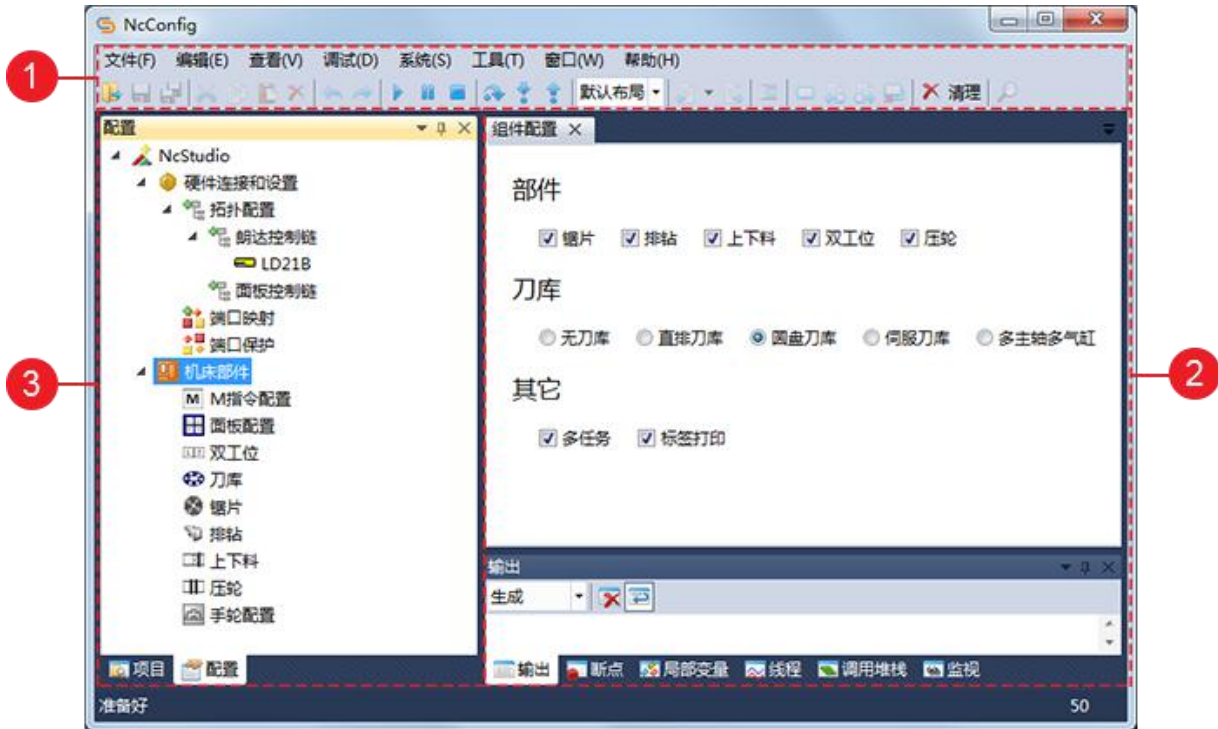 NcConfig
文件(F) 编辑(E) 查看(V) 调试(D) 系统(S) 工具(T) 窗口(W) 帮助(H)
默认布局 清理
1
配置
NcStudio
硬件连接和设置
拓扑配置
朗达控制链
LD21B
面板控制链
端口映射
端口保护
机床部件
M M指令配置
面板配置
双工位
刀库
锯片
排钻
上下料
压轮
手轮配置
项目 配置
3
组件配置
部件
锯片 排钻 上下料 双工位 压轮
刀库
无刀库 直排刀库 圆盘刀库 伺服刀库 多主轴多气缸
其它
多任务 标签打印
2
输出
生成
输出 断点 局部变量 线程 调用堆栈 监视
准备好 50